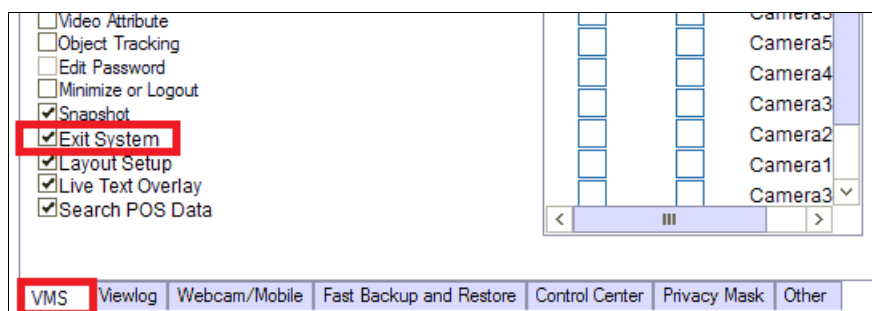 Video Attribute
Object Tracking
Edit Password
Minimize or Logout
Snapshot
Exit System
Layout Setup
Live Text Overlay
Search POS Data
Camera5
Camera4
Camera3
Camera2
Camera1
Camera3
VMS Viewlog Webcam/Mobile Fast Backup and Restore Control Center Privacy Mask Other